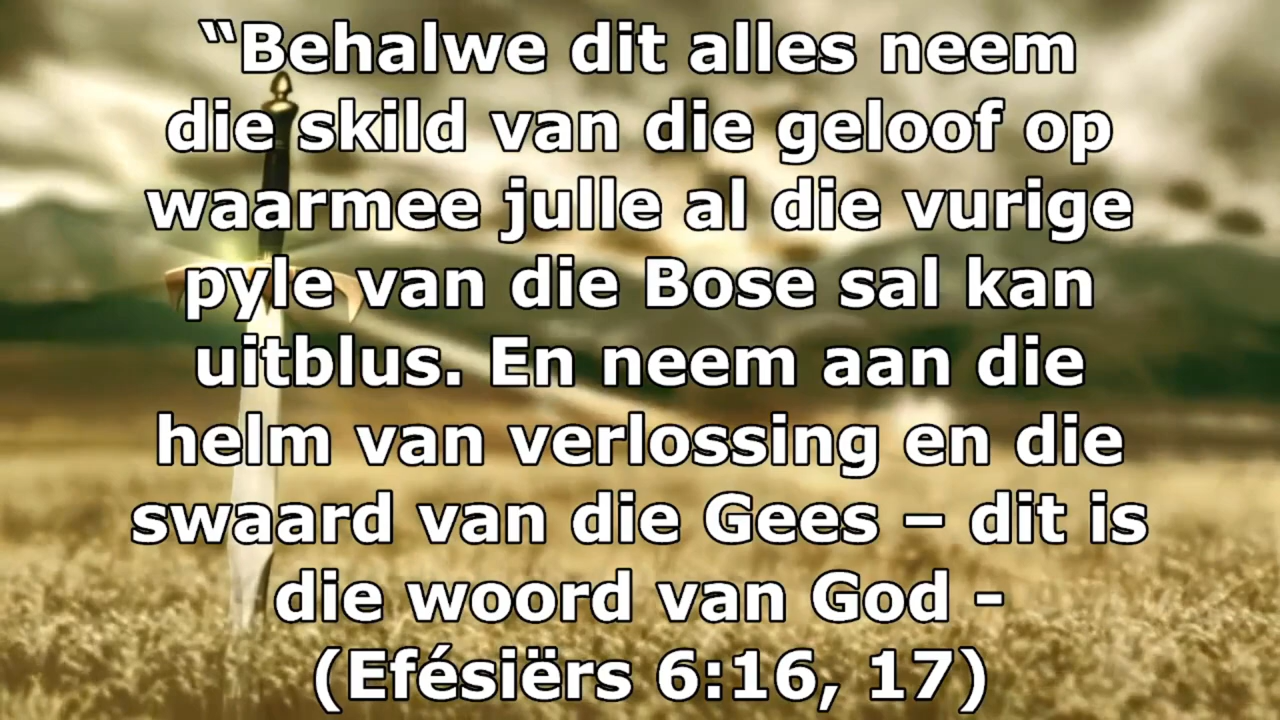 “Behalwe dit alles neem
die skild van die geloof op
waarmee julle al die vurige
pyle van die Bose sal kan
uitblus. En neem aan die
helm van verlossing en die
swaard van die Gees – dit is
die woord van God -
(Efésiërs 6:16, 17)